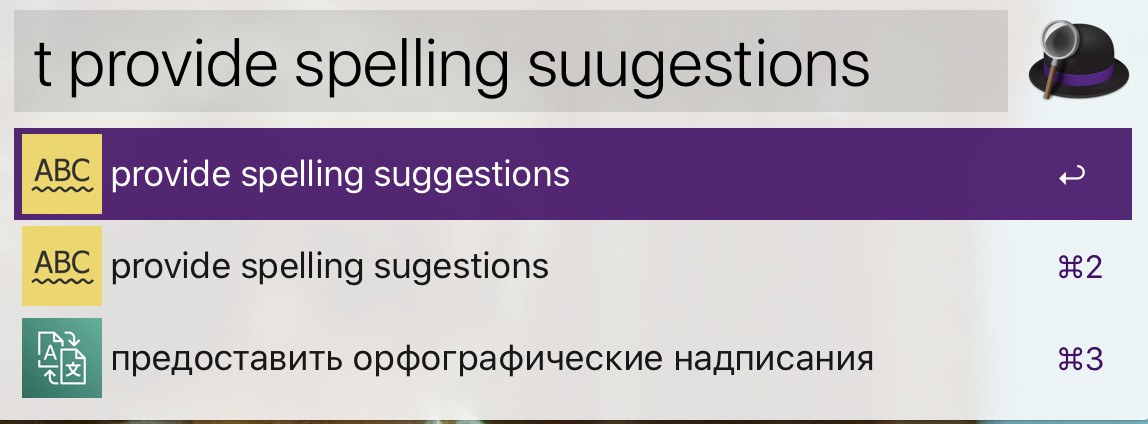 t provide spelling suugestions
ABC provide spelling suggestions ↩
ABC provide spelling sugestions ⌘2
A 文 предоставить орфографические надписания ⌘3